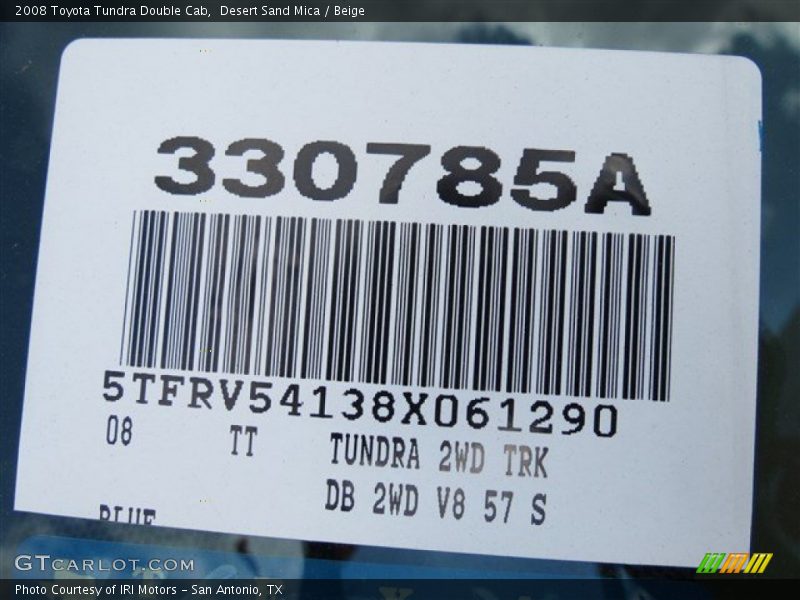 2008 Toyota Tundra Double Cab,  Desert Sand Mica / Beige
330785A
5TFRV54138X061290
08 TT TUNDRA 2WD TRK
DB 2WD V8 57 S
BLUE
GTCARLOT.COM
Photo Courtesy of IRI Motors – San Antonio, TX